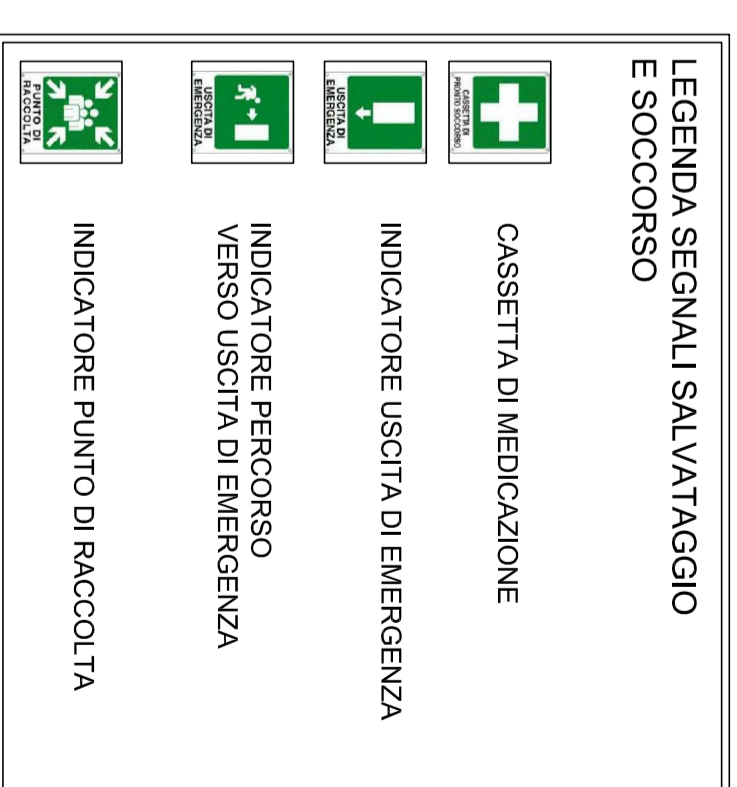 LEGENDA SEGNALI SALVATAGGIO
E SOCCORSO
CASSETTA DI
PRONTO SOCCORSO
CASSETTA DI MEDICAZIONE
USCITA DI
EMERGENZA
INDICATORE USCITA DI EMERGENZA
USCITA DI
EMERGENZA
INDICATORE PERCORSO
VERSO USCITA DI EMERGENZA
PUNTO DI
RACCOLTA
INDICATORE PUNTO DI RACCOLTA